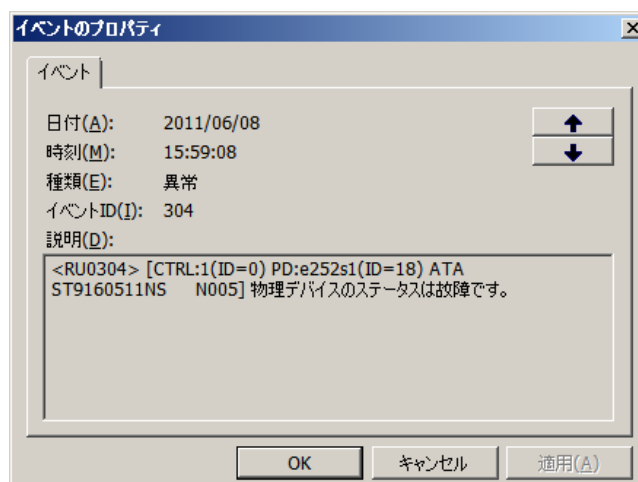 イベントのプロパティ
イベント
日付(A): 2011/06/08
時刻(M): 15:59:08
種類(E): 異常
イベントID(I): 304
説明(D):
<RU0304> [CTRL:1(ID=0) PD:e252s1(ID=18) ATA
ST9160511NS N005] 物理デバイスのステータスは故障です。
OK キャンセル 適用(A)